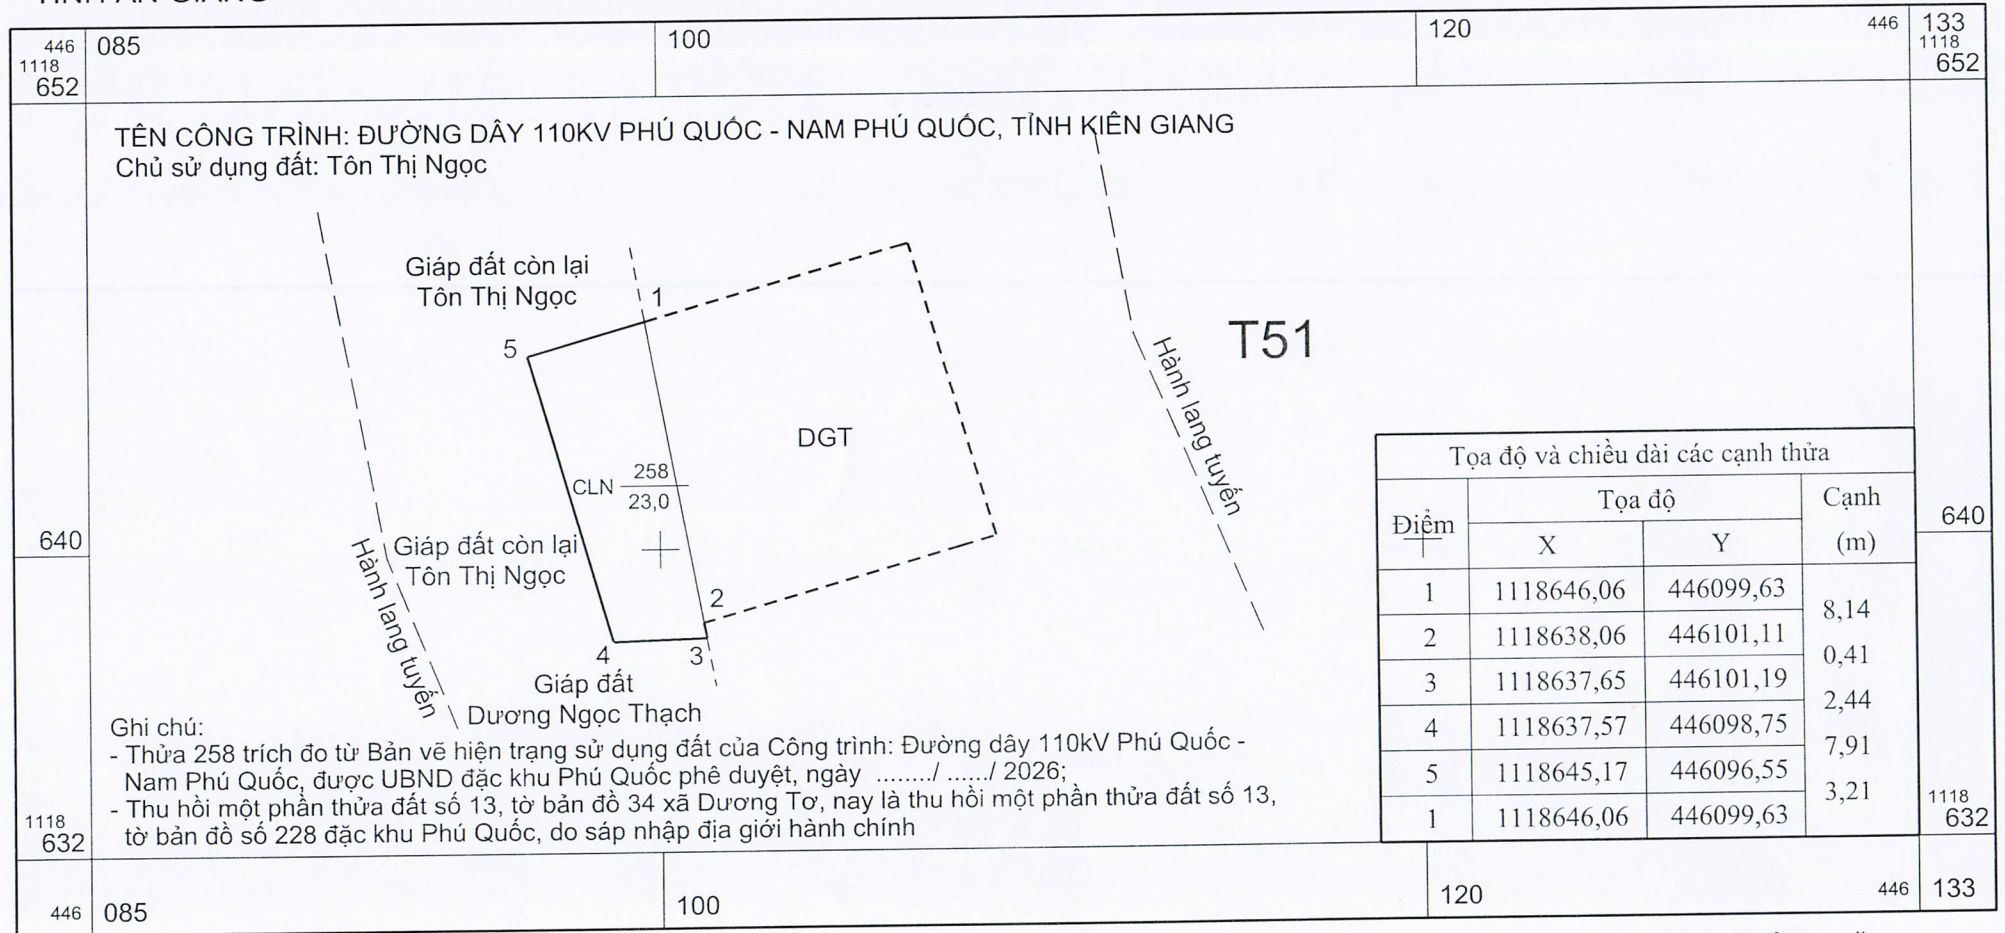 TỈNH AN GIANG
446 085 100 120 446 133
1118 1118
652 652
TÊN CÔNG TRÌNH: ĐƯỜNG DÂY 110KV PHÚ QUỐC - NAM PHÚ QUỐC, TỈNH KIÊN GIANG
Chủ sử dụng đất: Tôn Thị Ngọc
Giáp đất còn lại
Tôn Thị Ngọc
1
5
T51
Hành lang tuyến
DGT
CLN 258
23,0
640 640
Giáp đất còn lại
Tôn Thị Ngọc
Hành lang tuyến
2
4 3
Giáp đất
Dương Ngọc Thạch
Tọa độ và chiều dài các cạnh thửa
Điểm Tọa độ Cạnh
X Y (m)
1 1118646,06 446099,63
8,14
2 1118638,06 446101,11
0,41
3 1118637,65 446101,19
2,44
4 1118637,57 446098,75
7,91
5 1118645,17 446096,55
3,21
1 1118646,06 446099,63
Ghi chú:
- Thửa 258 trích đo từ Bản vẽ hiện trạng sử dụng đất của Công trình: Đường dây 110kV Phú Quốc -
Nam Phú Quốc, được UBND đặc khu Phú Quốc phê duyệt, ngày ......../ ....../ 2026;
- Thu hồi một phần thửa đất số 13, tờ bản đồ 34 xã Dương Tơ, nay là thu hồi một phần thửa đất số 13,
tờ bản đồ số 228 đặc khu Phú Quốc, do sáp nhập địa giới hành chính
1118 1118
632 632
446 085 100 120 446 133